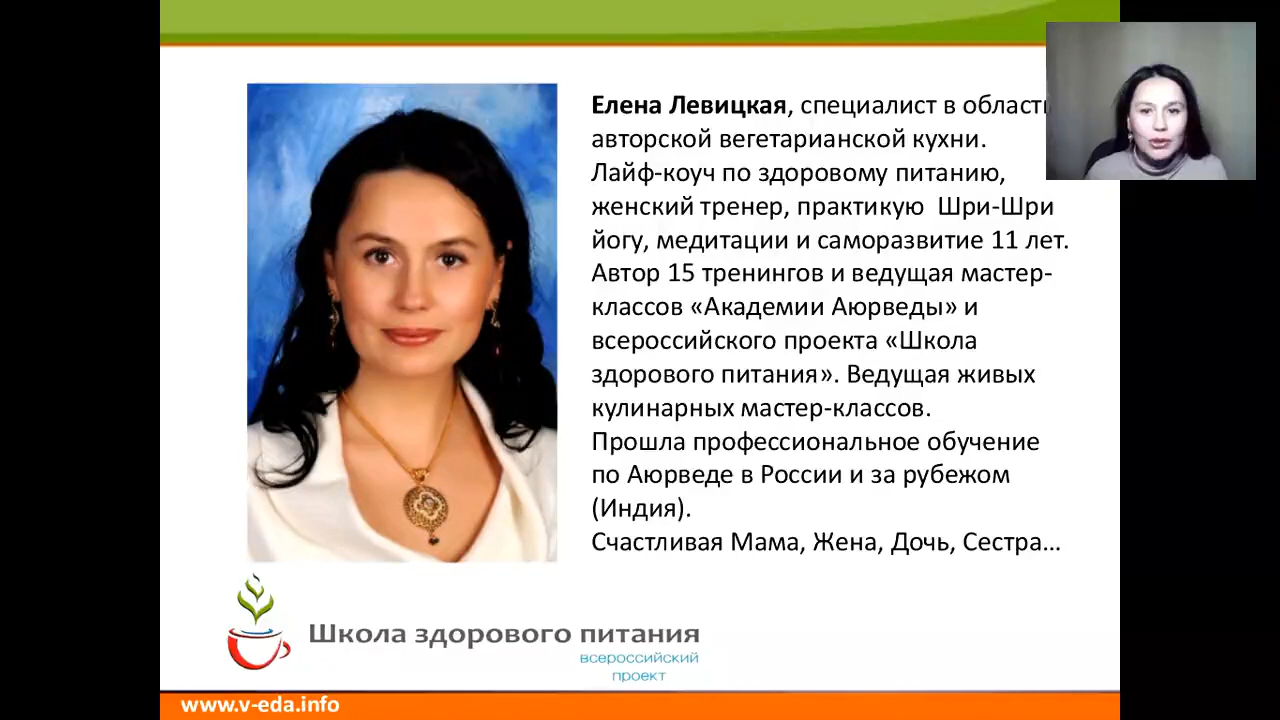 Елена Левицкая, специалист в област
авторской вегетарианской кухни.
Лайф-коуч по здоровому питанию,
женский тренер, практикую Шри-Шри
йогу, медитации и саморазвитие 11 лет.
Автор 15 тренингов и ведущая мастер-
классов «Академии Аюрведы» и
всероссийского проекта «Школа
здорового питания». Ведущая живых
кулинарных мастер-классов.
Прошла профессиональное обучение
по Аюрведе в России и за рубежом
(Индия).
Счастливая Мама, Жена, Дочь, Сестра…
Школа здорового питания
всероссийский
проект
www.v-eda.info